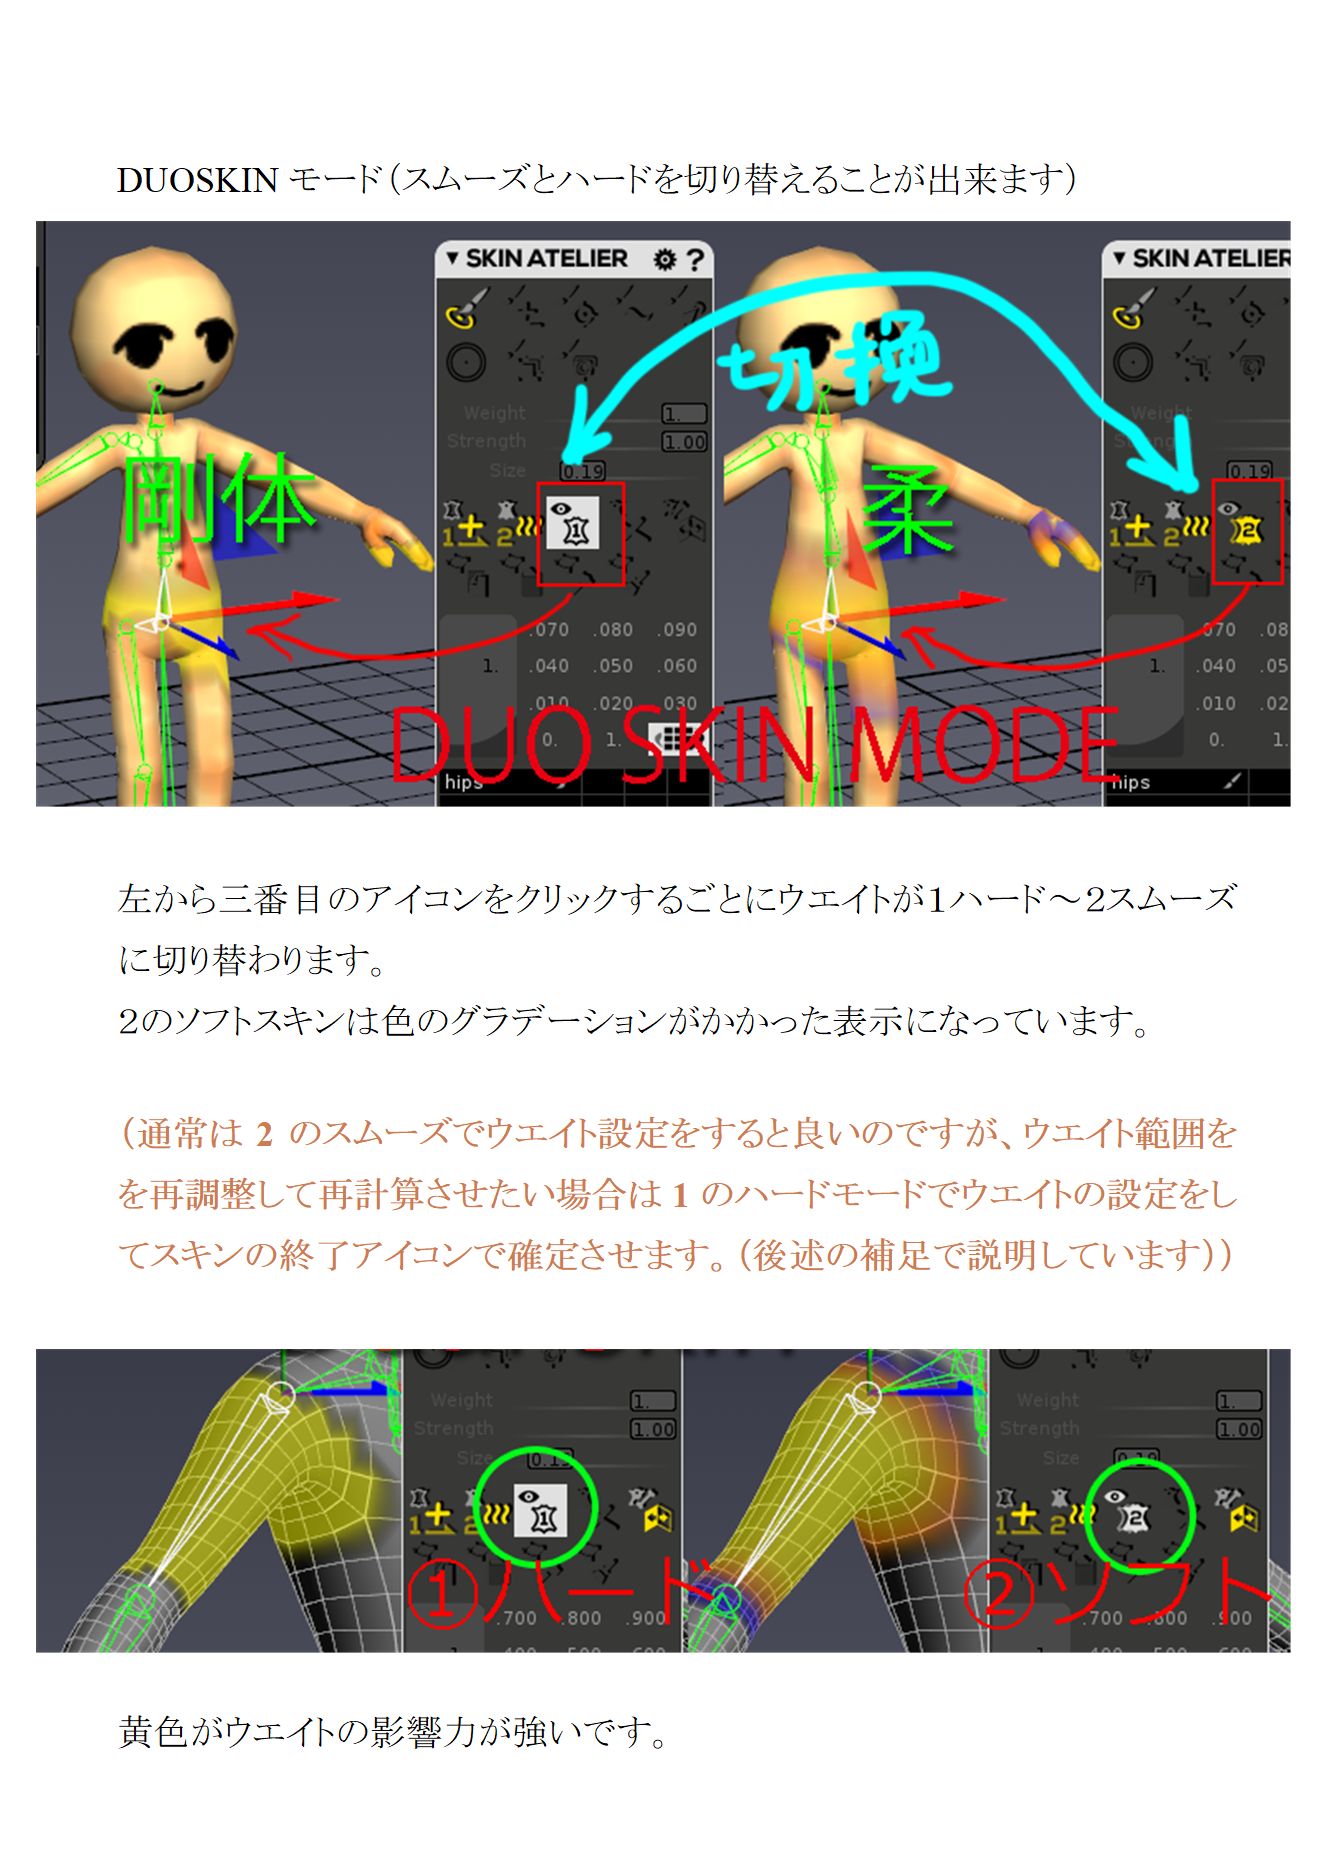 DUOSKIN モード（スムーズとハードを切り替えることが出来ます）
▼ SKIN ATELIER ?
▼ SKIN ATELIER
切換
Weight 1.
Strength 1.00
Size 0.19
Weight
Strength
0.19
剛体
柔
1 2 1
1 2 2
.070 .080 .090
1. .040 .050 .060
.010 .020 .030
0. 1.
.070 .08
1. .040 .05
.010 .02
0. 1.
DUO SKIN MODE
hips
hips
左から三番目のアイコンをクリックするごとにウエイトが１ハード～２スムーズ
に切り替わります。
２のソフトスキンは色のグラデーションがかかった表示になっています。
（通常は 2 のスムーズでウエイト設定をすると良いのですが、ウエイト範囲を
を再調整して再計算させたい場合は 1 のハードモードでウエイトの設定をし
てスキンの終了アイコンで確定させます。（後述の補足で説明しています））
Weight 1.
Strength 1.00
Size 0.19
1 2 1
①ハード
.700 .800 .900
Weight 1.
Strength 1.00
Size 0.19
1 2 2
②ソフト
.700 .800 .900
黄色がウエイトの影響力が強いです。